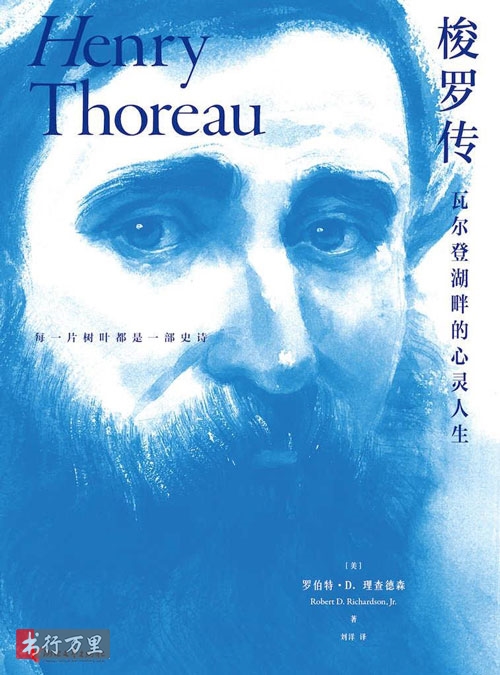 Henry
Thoreau
梭罗传
瓦尔登湖畔的心灵人生
每一片树叶都是一部史诗
[美]
罗伯特·D. 理查德森
Robert D. Richardson, Jr.
著
刘洋 译
书行万里